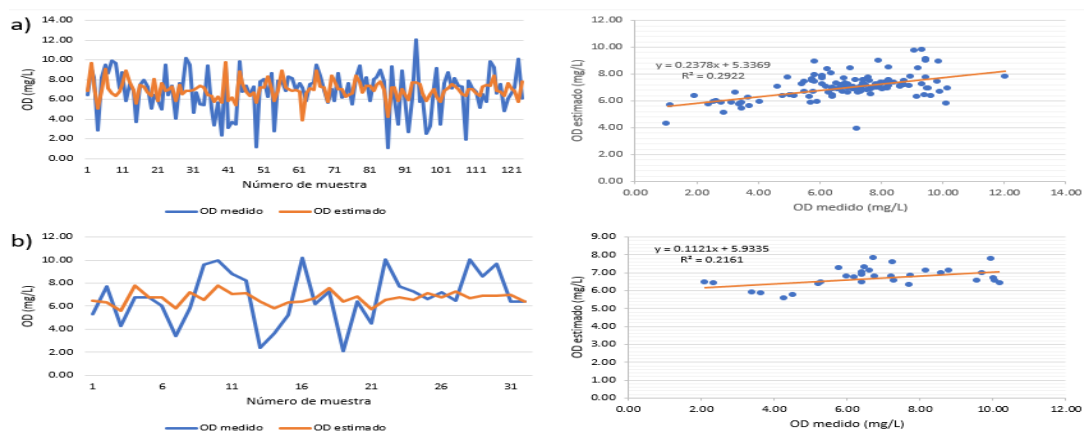 a)
OD (mg/L)
14.00
12.00
10.00
8.00
6.00
4.00
2.00
0.00
1 11 21 31 41 51 61 71 81 91 101 111 121
Número de muestra
OD medido OD estimado
OD estimado (mg/L)
12.00
10.00
8.00
6.00
4.00
2.00
0.00
y = 0.2378x + 5.3369
R² = 0.2922
0.00 2.00 4.00 6.00 8.00 10.00 12.00 14.00
OD medido (mg/L)
b)
OD (mg/L)
12.00
10.00
8.00
6.00
4.00
2.00
0.00
1 6 11 16 21 26 31
Número de muestra
OD medido OD estimado
OD estimado (mg/L)
9.00
8.00
7.00
6.00
5.00
4.00
3.00
2.00
1.00
0.00
y = 0.1121x + 5.9335
R² = 0.2161
0.00 2.00 4.00 6.00 8.00 10.00 12.00
OD medido (mg/L)